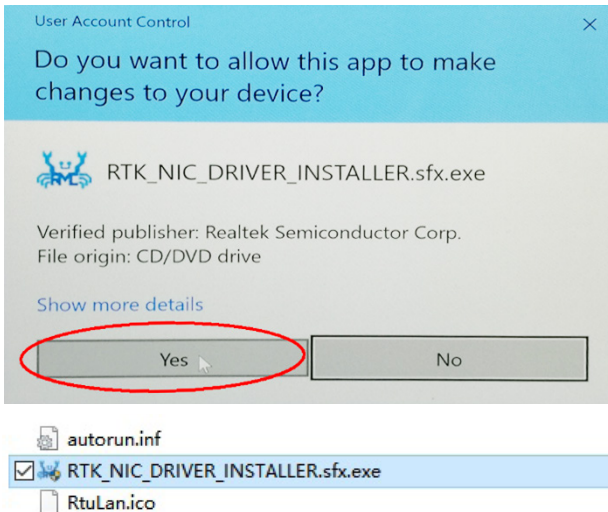 User Account Control
Do you want to allow this app to make
changes to your device?
RTK_NIC_DRIVER_INSTALLER.sfx.exe
Verified publisher: Realtek Semiconductor Corp.
File origin: CD/DVD drive
Show more details
Yes
No
autorun.inf
RTK_NIC_DRIVER_INSTALLER.sfx.exe
RtuLan.ico